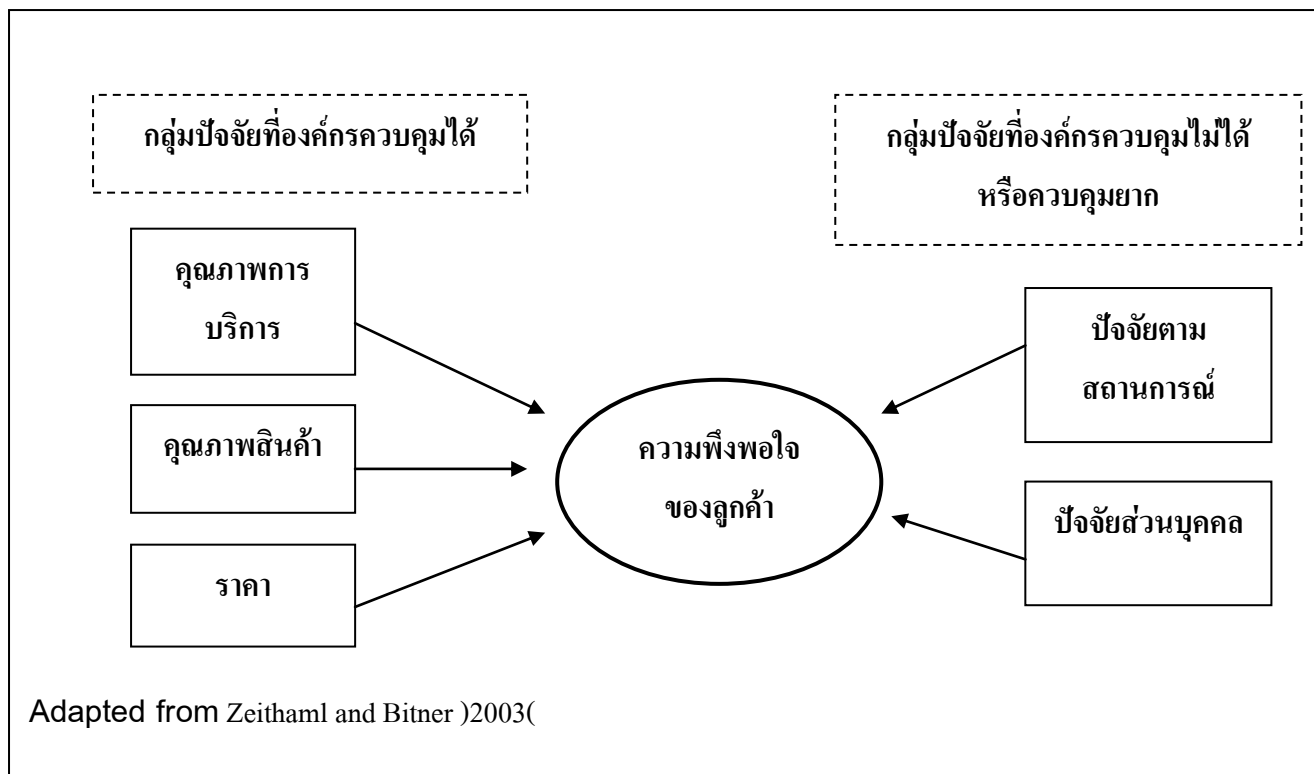 กลุ่มปัจจัยที่องค์กรควบคุมได้
กลุ่มปัจจัยที่องค์กรควบคุมไม่ได้
หรือควบคุมยาก
คุณภาพการ
บริการ
คุณภาพสินค้า
ราคา
ความพึงพอใจ
ของลูกค้า
ปัจจัยตาม
สถานการณ์
ปัจจัยส่วนบุคคล
Adapted from Zeithaml and Bitner )2003(